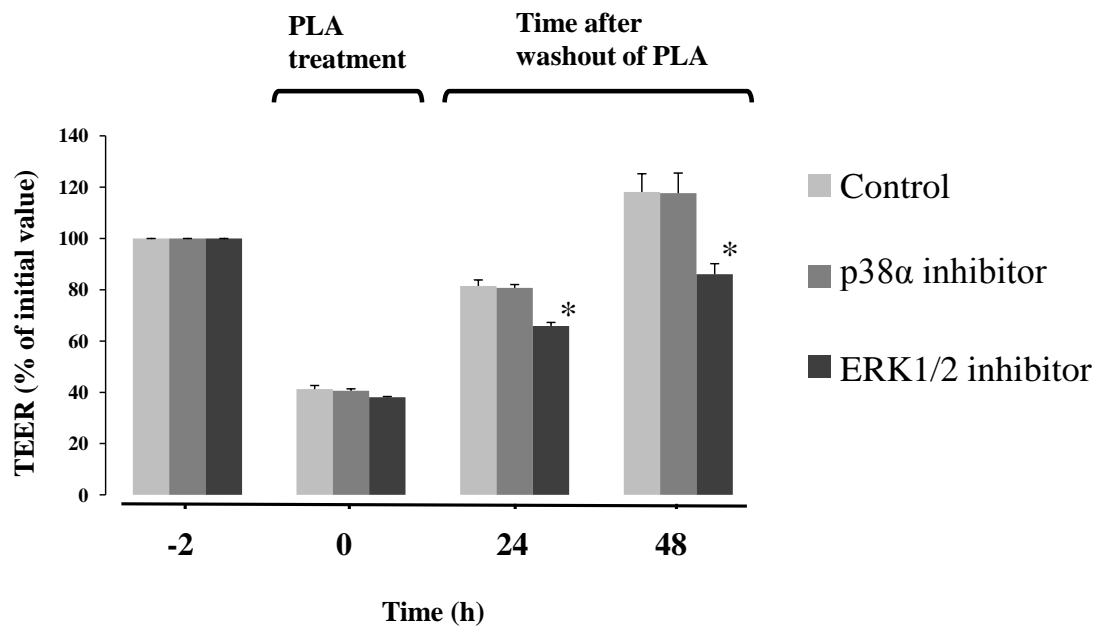 PLA
treatment
Time after
washout of PLA
TEER (% of initial value)
140
120
100
80
60
40
20
0
*
*
-2
0
24
48
Time (h)
Control
p38α inhibitor
ERK1/2 inhibitor